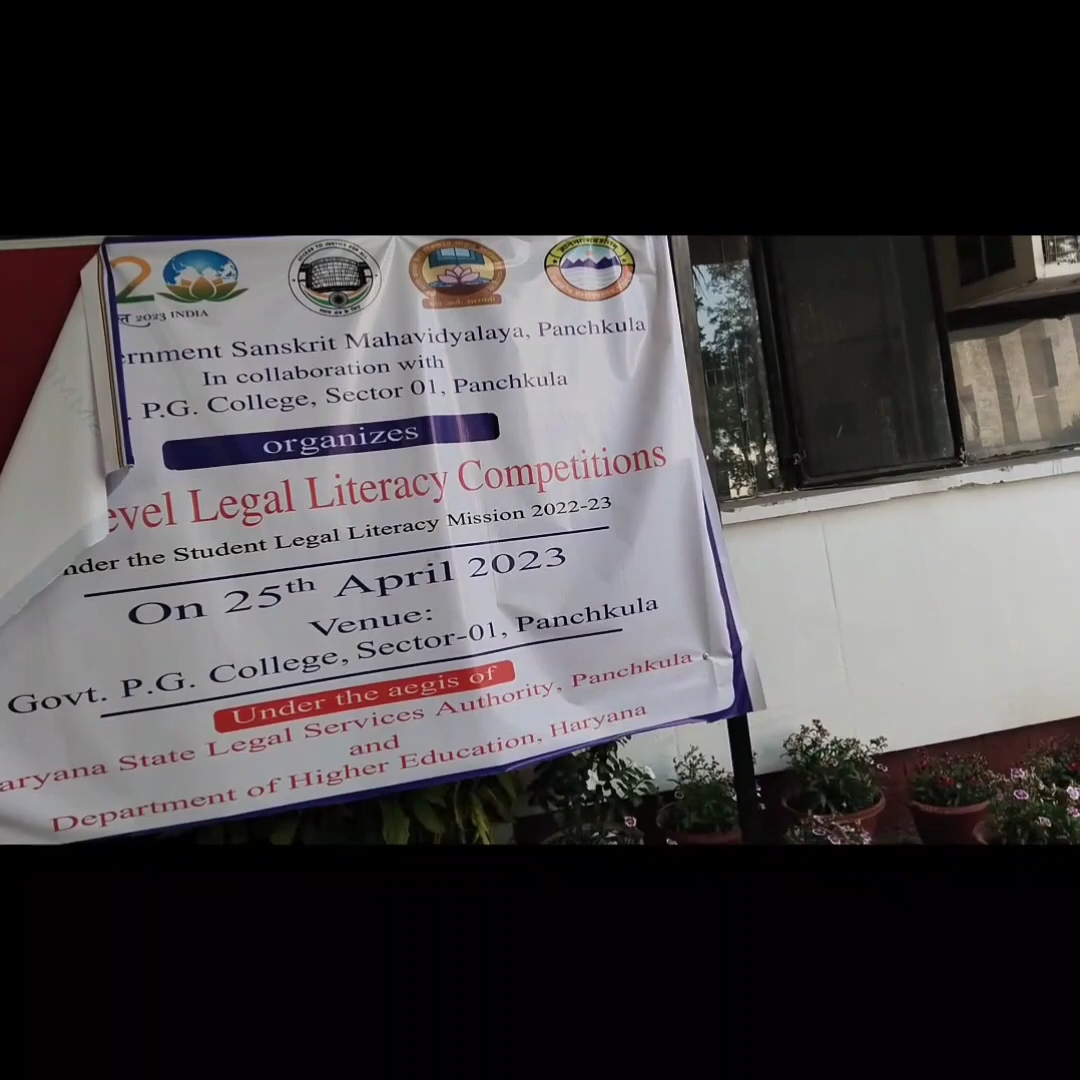 2023 INDIA
ernment Sanskrit Mahavidyalaya, Panchkula
In collaboration with
. P.G. College, Sector 01, Panchkula
organizes
evel Legal Literacy Competitions
nder the Student Legal Literacy Mission 2022-23
On 25th April 2023
Venue:
Govt. P.G. College, Sector-01, Panchkula
Under the aegis of
aryana State Legal Services Authority, Panchkula
and
Department of Higher Education, Haryana